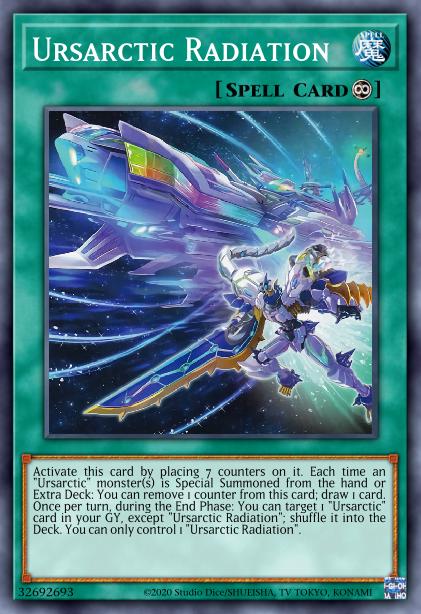 URSARCTIC RADIATION
SPELL
魔
[SPELL CARD]
Activate this card by placing 7 counters on it. Each time an
"Ursarctic" monster(s) is Special Summoned from the hand or
Extra Deck: You can remove 1 counter from this card; draw 1 card.
Once per turn, during the End Phase: You can target 1 "Ursarctic"
card in your GY, except "Ursarctic Radiation"; shuffle it into the
Deck. You can only control 1 "Ursarctic Radiation".
32692693
©2020 Studio Dice/SHUEISHA, TV TOKYO, KONAMI